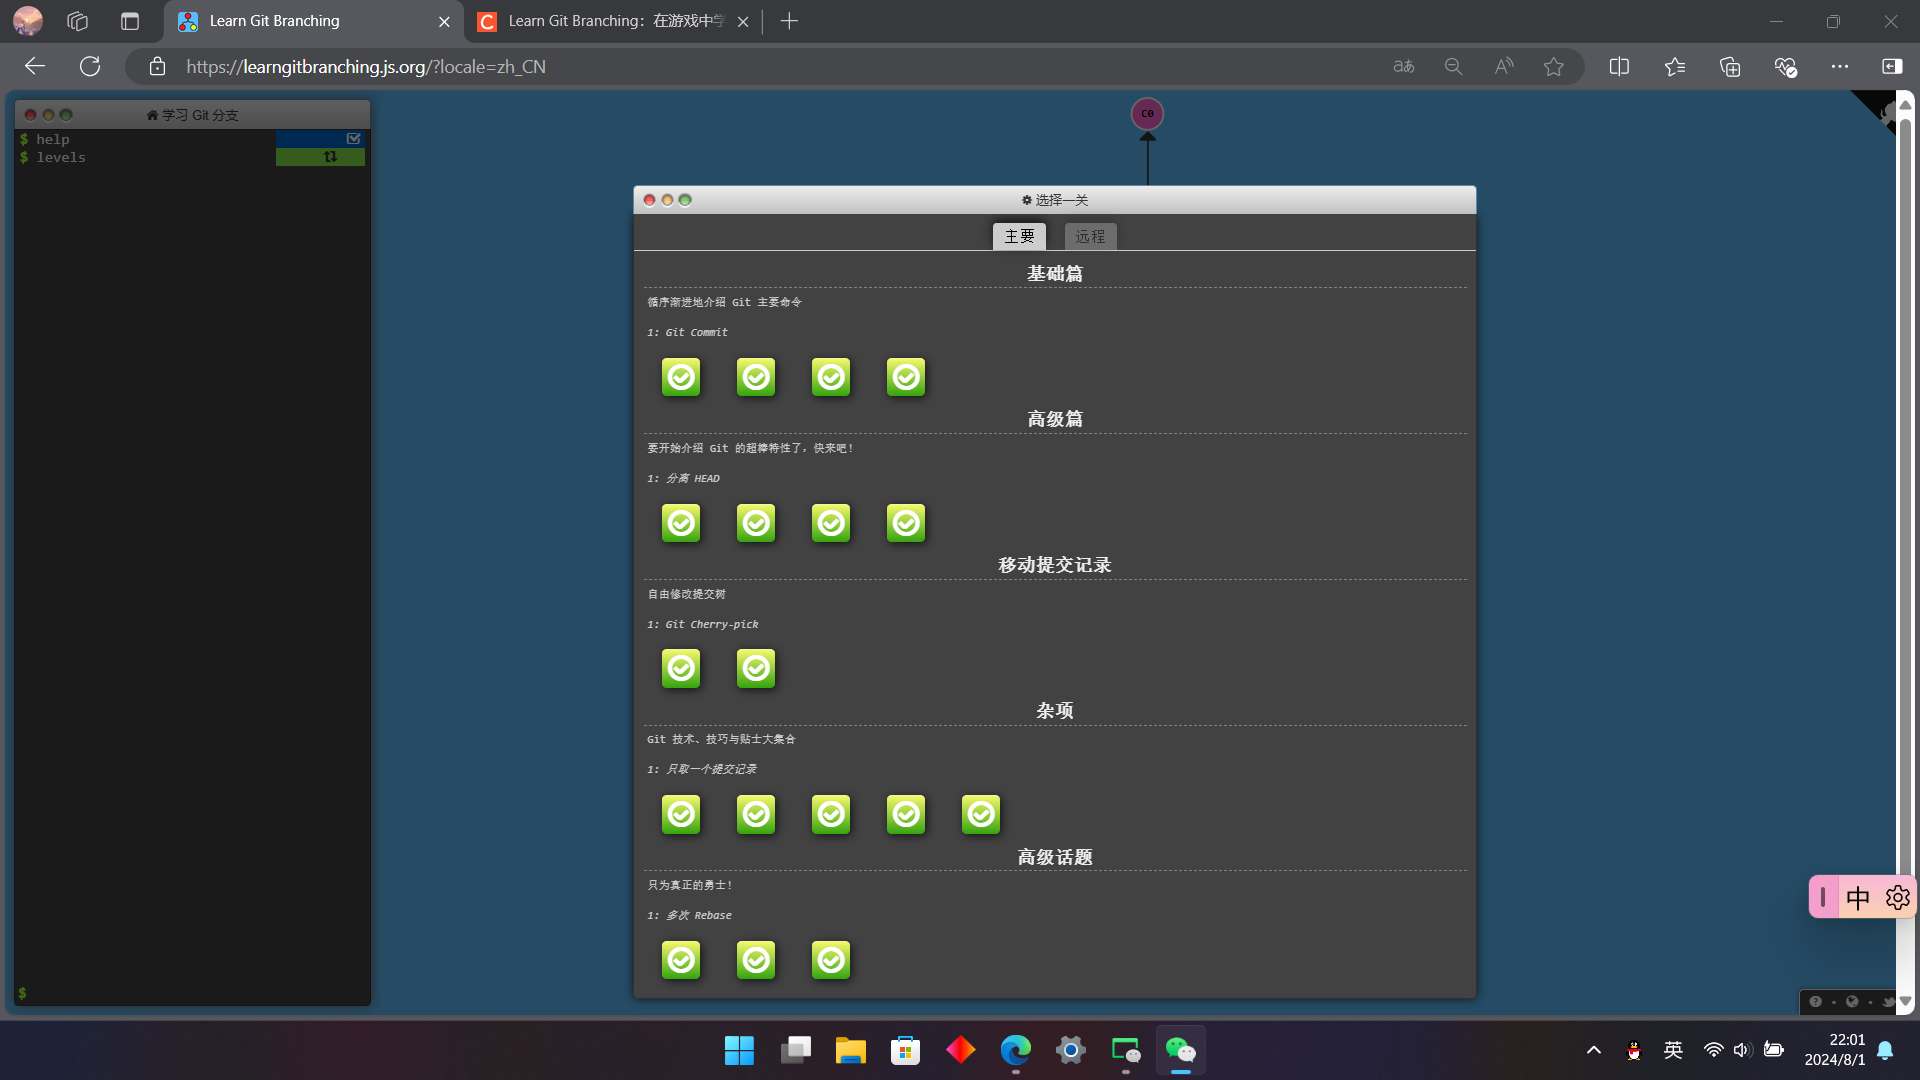 Learn Git Branching
Learn Git Branching：在游戏中学
https://learngitbranching.js.org/?locale=zh_CN
aあ
学习 Git 分支
$ help
$ levels
$
C0
选择一关
主要
远程
基础篇
循序渐进地介绍 Git 主要命令
1: Git Commit
高级篇
要开始介绍 Git 的超棒特性了，快来吧！
1: 分离 HEAD
移动提交记录
自由修改提交树
1: Git Cherry-pick
杂项
Git 技术、技巧与贴士大集合
1: 只取一个提交记录
高级话题
只为真正的勇士！
1: 多次 Rebase
中
英
22:01
2024/8/1